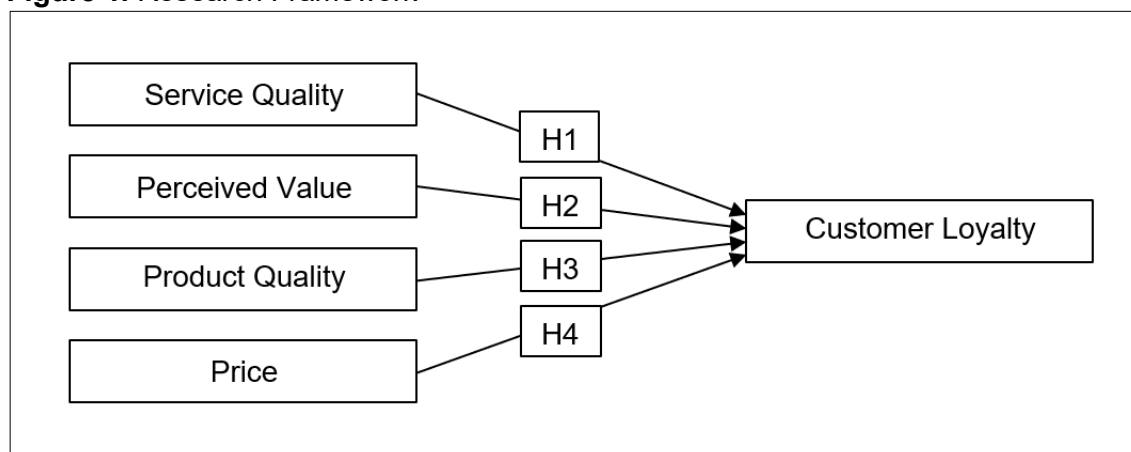 Service Quality
H1
Perceived Value
H2
Customer Loyalty
Product Quality
H3
H4
Price